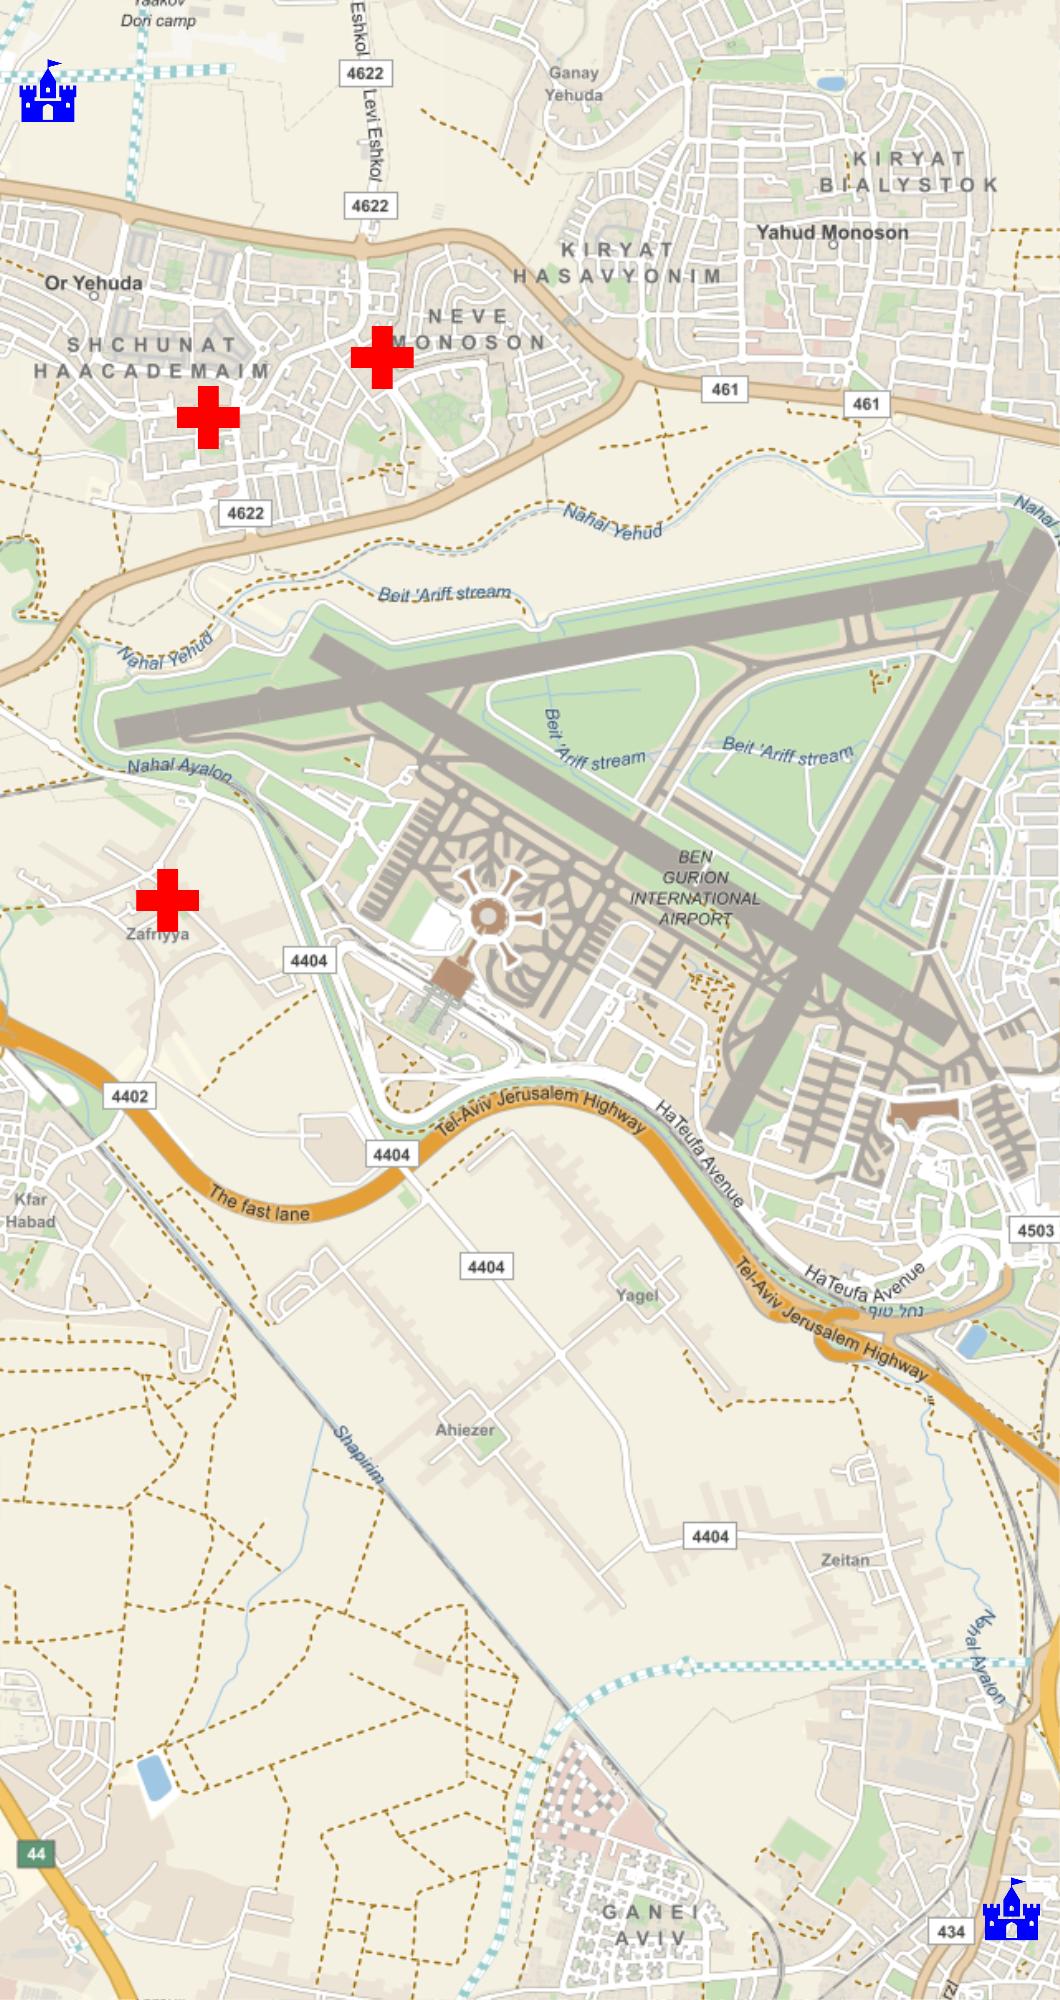 Yaakov
Dori camp
Eshkol
4622
Levi Eshkol
4622
Ganay
Yehuda
KIRYAT
BIALYSTOK
Yahud Monoson
KIRYAT
HASAVYONIM
Or Yehuda
NEVE
MONOSON
SHCHUNAT
HAACADEMAIM
461
461
4622
Nahal Yehud
Nahal
Beit 'Ariff stream
Nahal Yehud
Beit 'Ariff stream
Beit 'Ariff stream
Nahal Ayalon
BEN
GURION
INTERNATIONAL
AIRPORT
Zafriyya
4404
4402
Tel-Aviv Jerusalem Highway
HaTeufa Avenue
4404
The fast lane
Kfar
Habad
4503
4404
HaTeufa Avenue
Yagel
Tel-Aviv Jerusalem Highway
נחל טוף
Ahiezer
Shapirim
4404
Zeitan
Nahal Ayalon
44
GANEI
AVIV
434